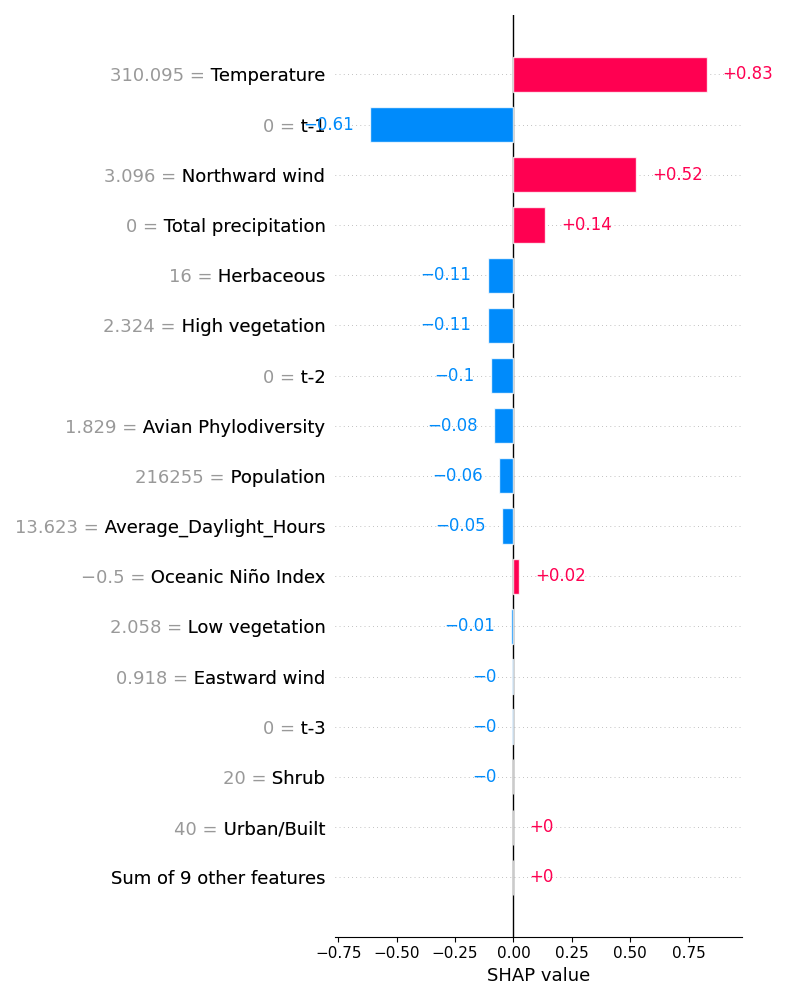 310.095 = Temperature +0.83
0 = t-1 −0.61
3.096 = Northward wind +0.52
0 = Total precipitation +0.14
16 = Herbaceous −0.11
2.324 = High vegetation −0.11
0 = t-2 −0.1
1.829 = Avian Phylodiversity −0.08
216255 = Population −0.06
13.623 = Average_Daylight_Hours −0.05
−0.5 = Oceanic Niño Index +0.02
2.058 = Low vegetation −0.01
0.918 = Eastward wind −0
0 = t-3 −0
20 = Shrub −0
40 = Urban/Built +0
Sum of 9 other features +0
−0.75 −0.50 −0.25 0.00 0.25 0.50 0.75
SHAP value